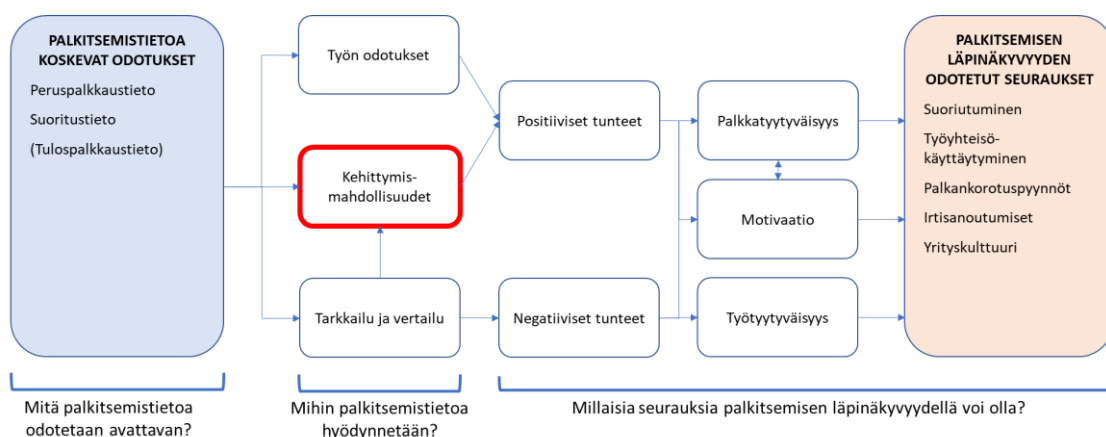 PALKITSEMISTIETOA
KOSKEVAT ODOTUKSET
Peruspalkkaustieto
Suoritustieto
(Tulospalkkaustieto)
Työn odotukset
Kehittymis-
mahdollisuudet
Tarkkailu ja vertailu
Positiiviset tunteet
Negatiiviset tunteet
Palkkatyytyväisyys
Motivaatio
Työtyytyväisyys
PALKITSEMISEN
LÄPINÄKYVYYDEN
ODOTETUT SEURAUKSET
Suoriutuminen
Työyhteisö-
käyttäytyminen
Palkankorotuspyynnöt
Irtisanoutumiset
Yrityskulttuuri
Mitä palkitsemistietoa
odotetaan avattavan?
Mihin palkitsemistietoa
hyödynnetään?
Millaisia seurauksia palkitsemisen läpinäkyvyydellä voi olla?